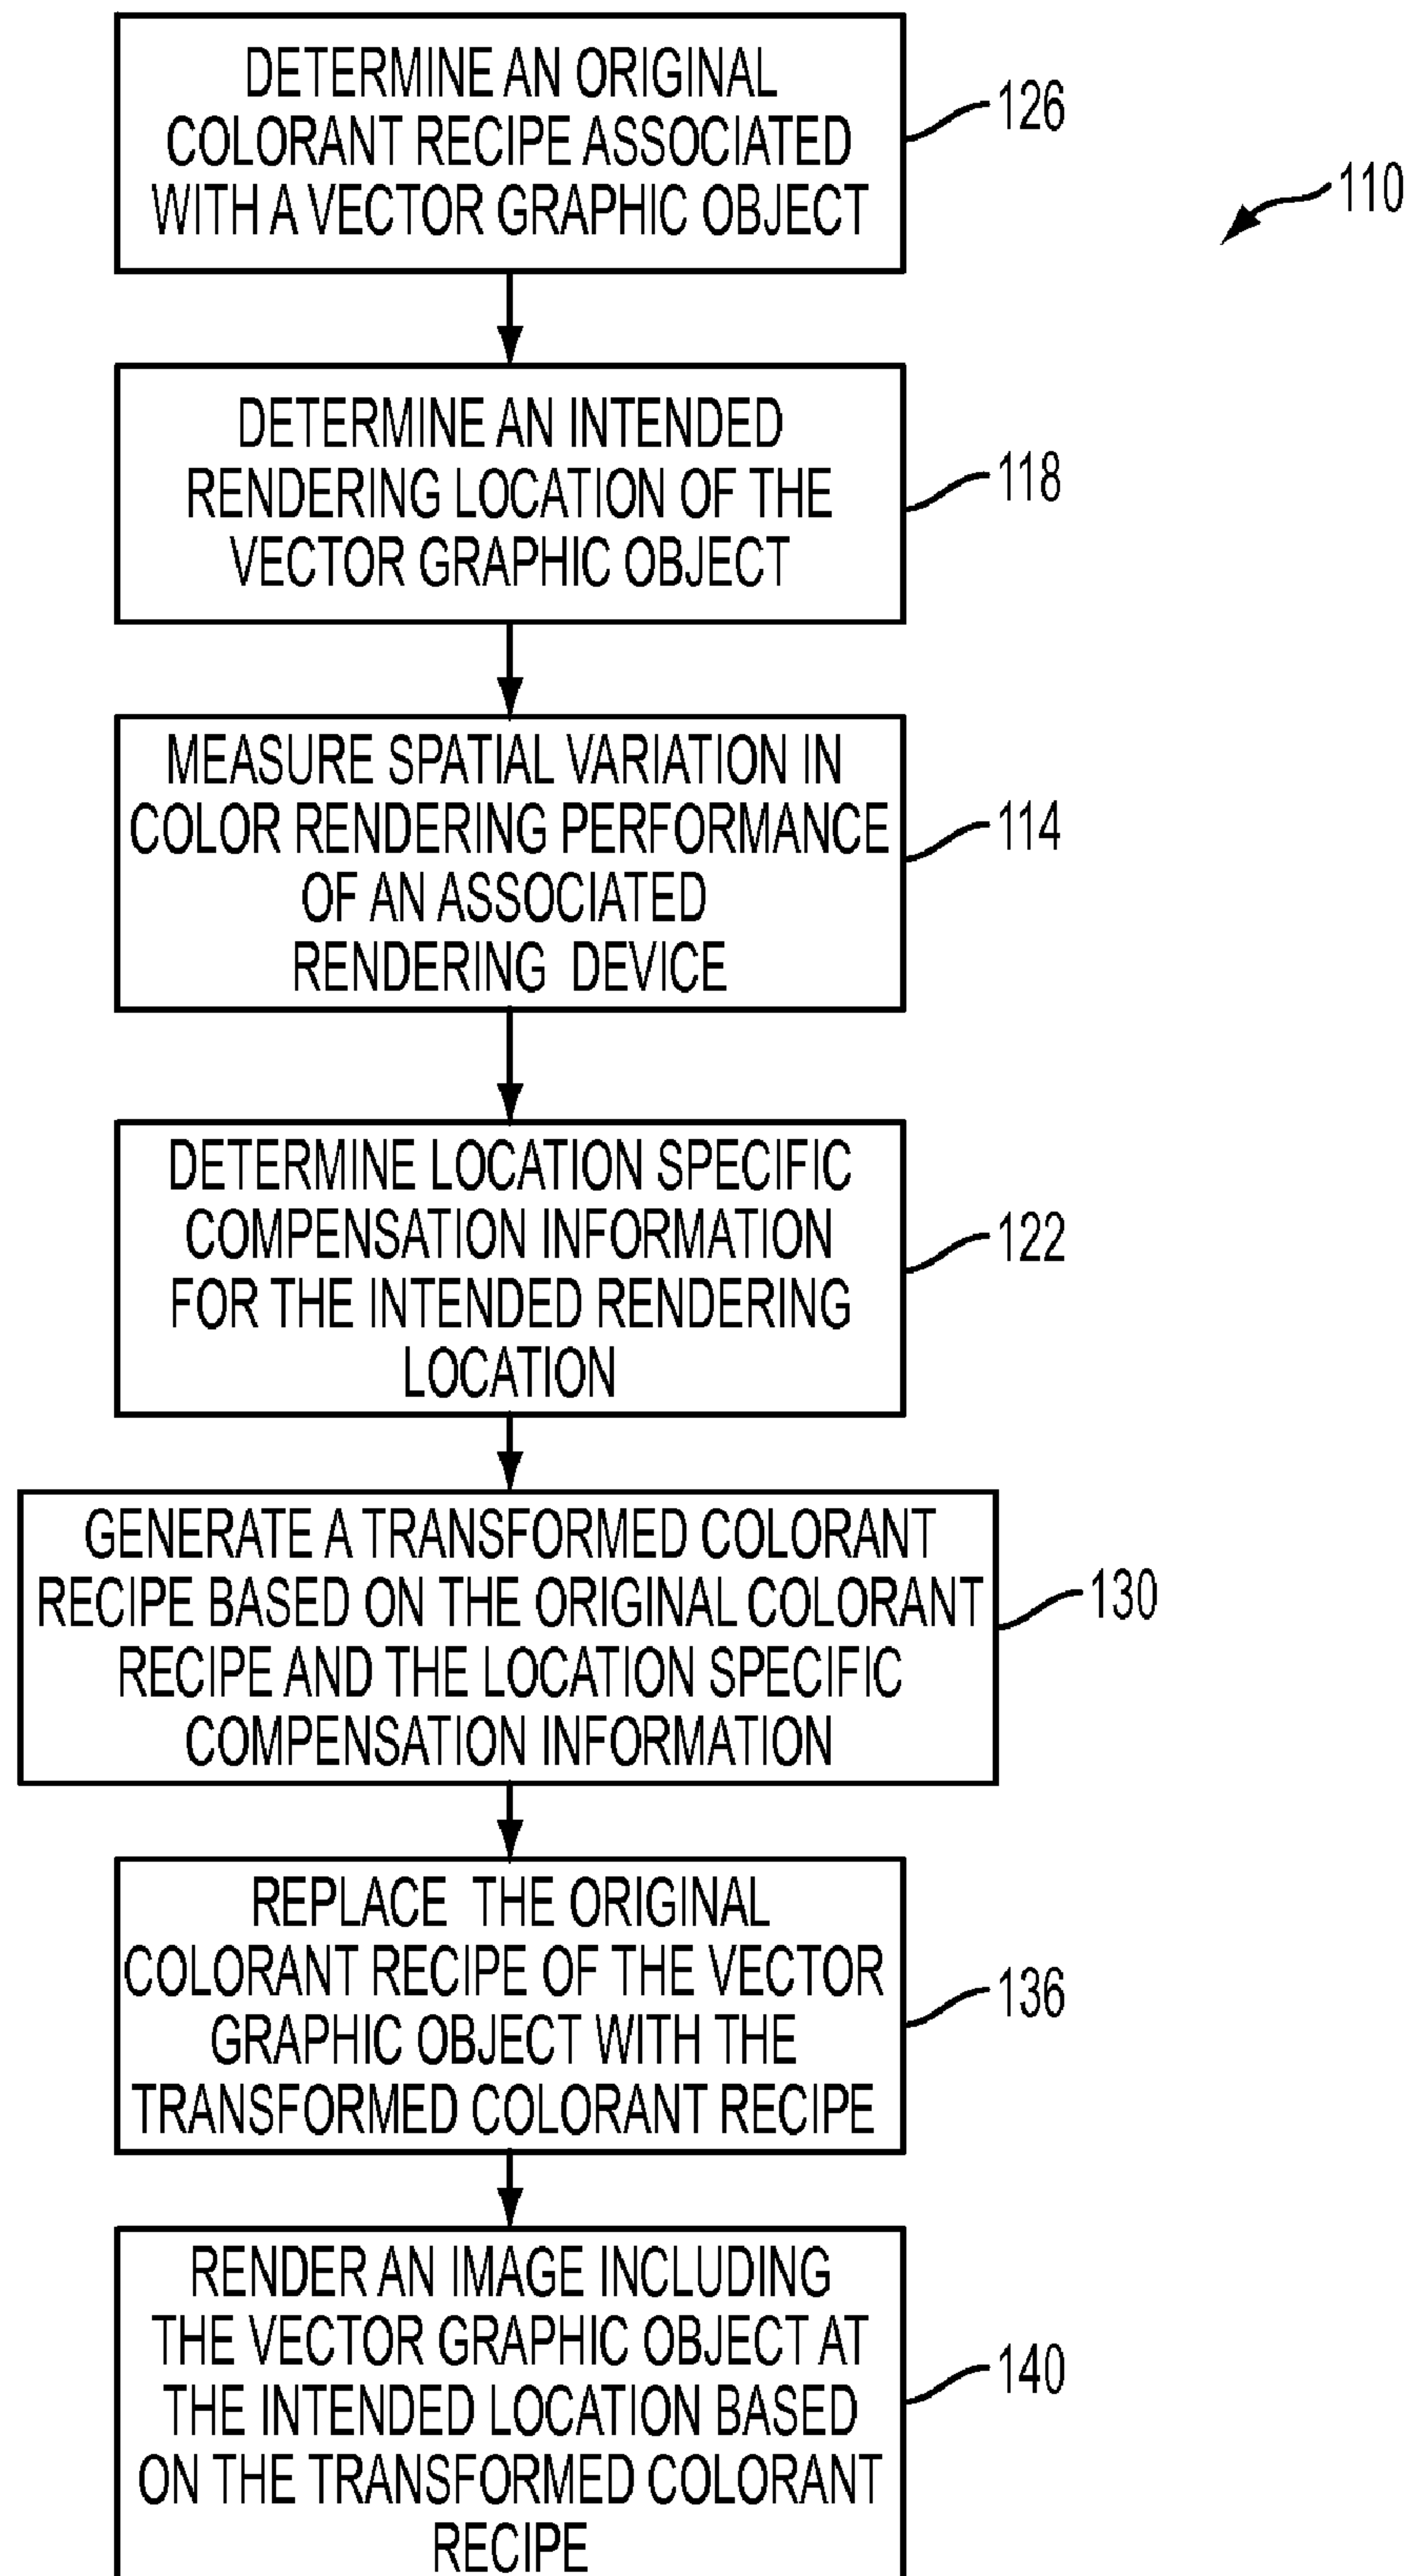 DETERMINE AN ORIGINAL
COLORANT RECIPE ASSOCIATED
WITH A VECTOR GRAPHIC OBJECT
126
110
DETERMINE AN INTENDED
RENDERING LOCATION OF THE
VECTOR GRAPHIC OBJECT
118
MEASURE SPATIAL VARIATION IN
COLOR RENDERING PERFORMANCE
OF AN ASSOCIATED
RENDERING DEVICE
114
DETERMINE LOCATION SPECIFIC
COMPENSATION INFORMATION
FOR THE INTENDED RENDERING
LOCATION
122
GENERATE A TRANSFORMED COLORANT
RECIPE BASED ON THE ORIGINAL COLORANT
RECIPE AND THE LOCATION SPECIFIC
COMPENSATION INFORMATION
130
REPLACE THE ORIGINAL
COLORANT RECIPE OF THE VECTOR
GRAPHIC OBJECT WITH THE
TRANSFORMED COLORANT RECIPE
136
RENDER AN IMAGE INCLUDING
THE VECTOR GRAPHIC OBJECT AT
THE INTENDED LOCATION BASED
ON THE TRANSFORMED COLORANT
RECIPE
140